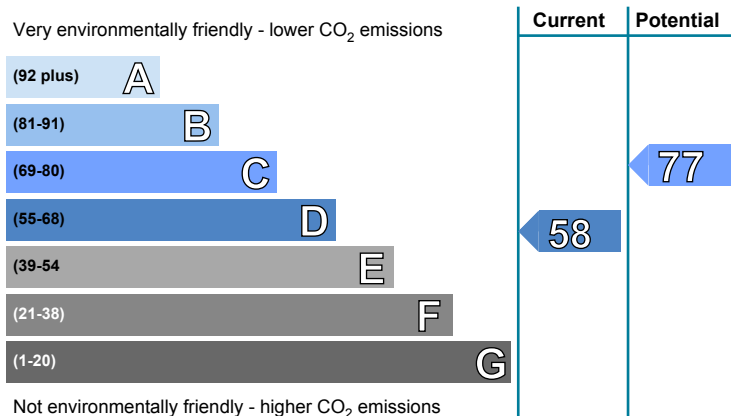 Very environmentally friendly - lower CO₂ emissions
Current
Potential
(92 plus) A
(81-91) B
(69-80) C
77
(55-68) D
58
(39-54 E
(21-38) F
(1-20) G
Not environmentally friendly - higher CO₂ emissions